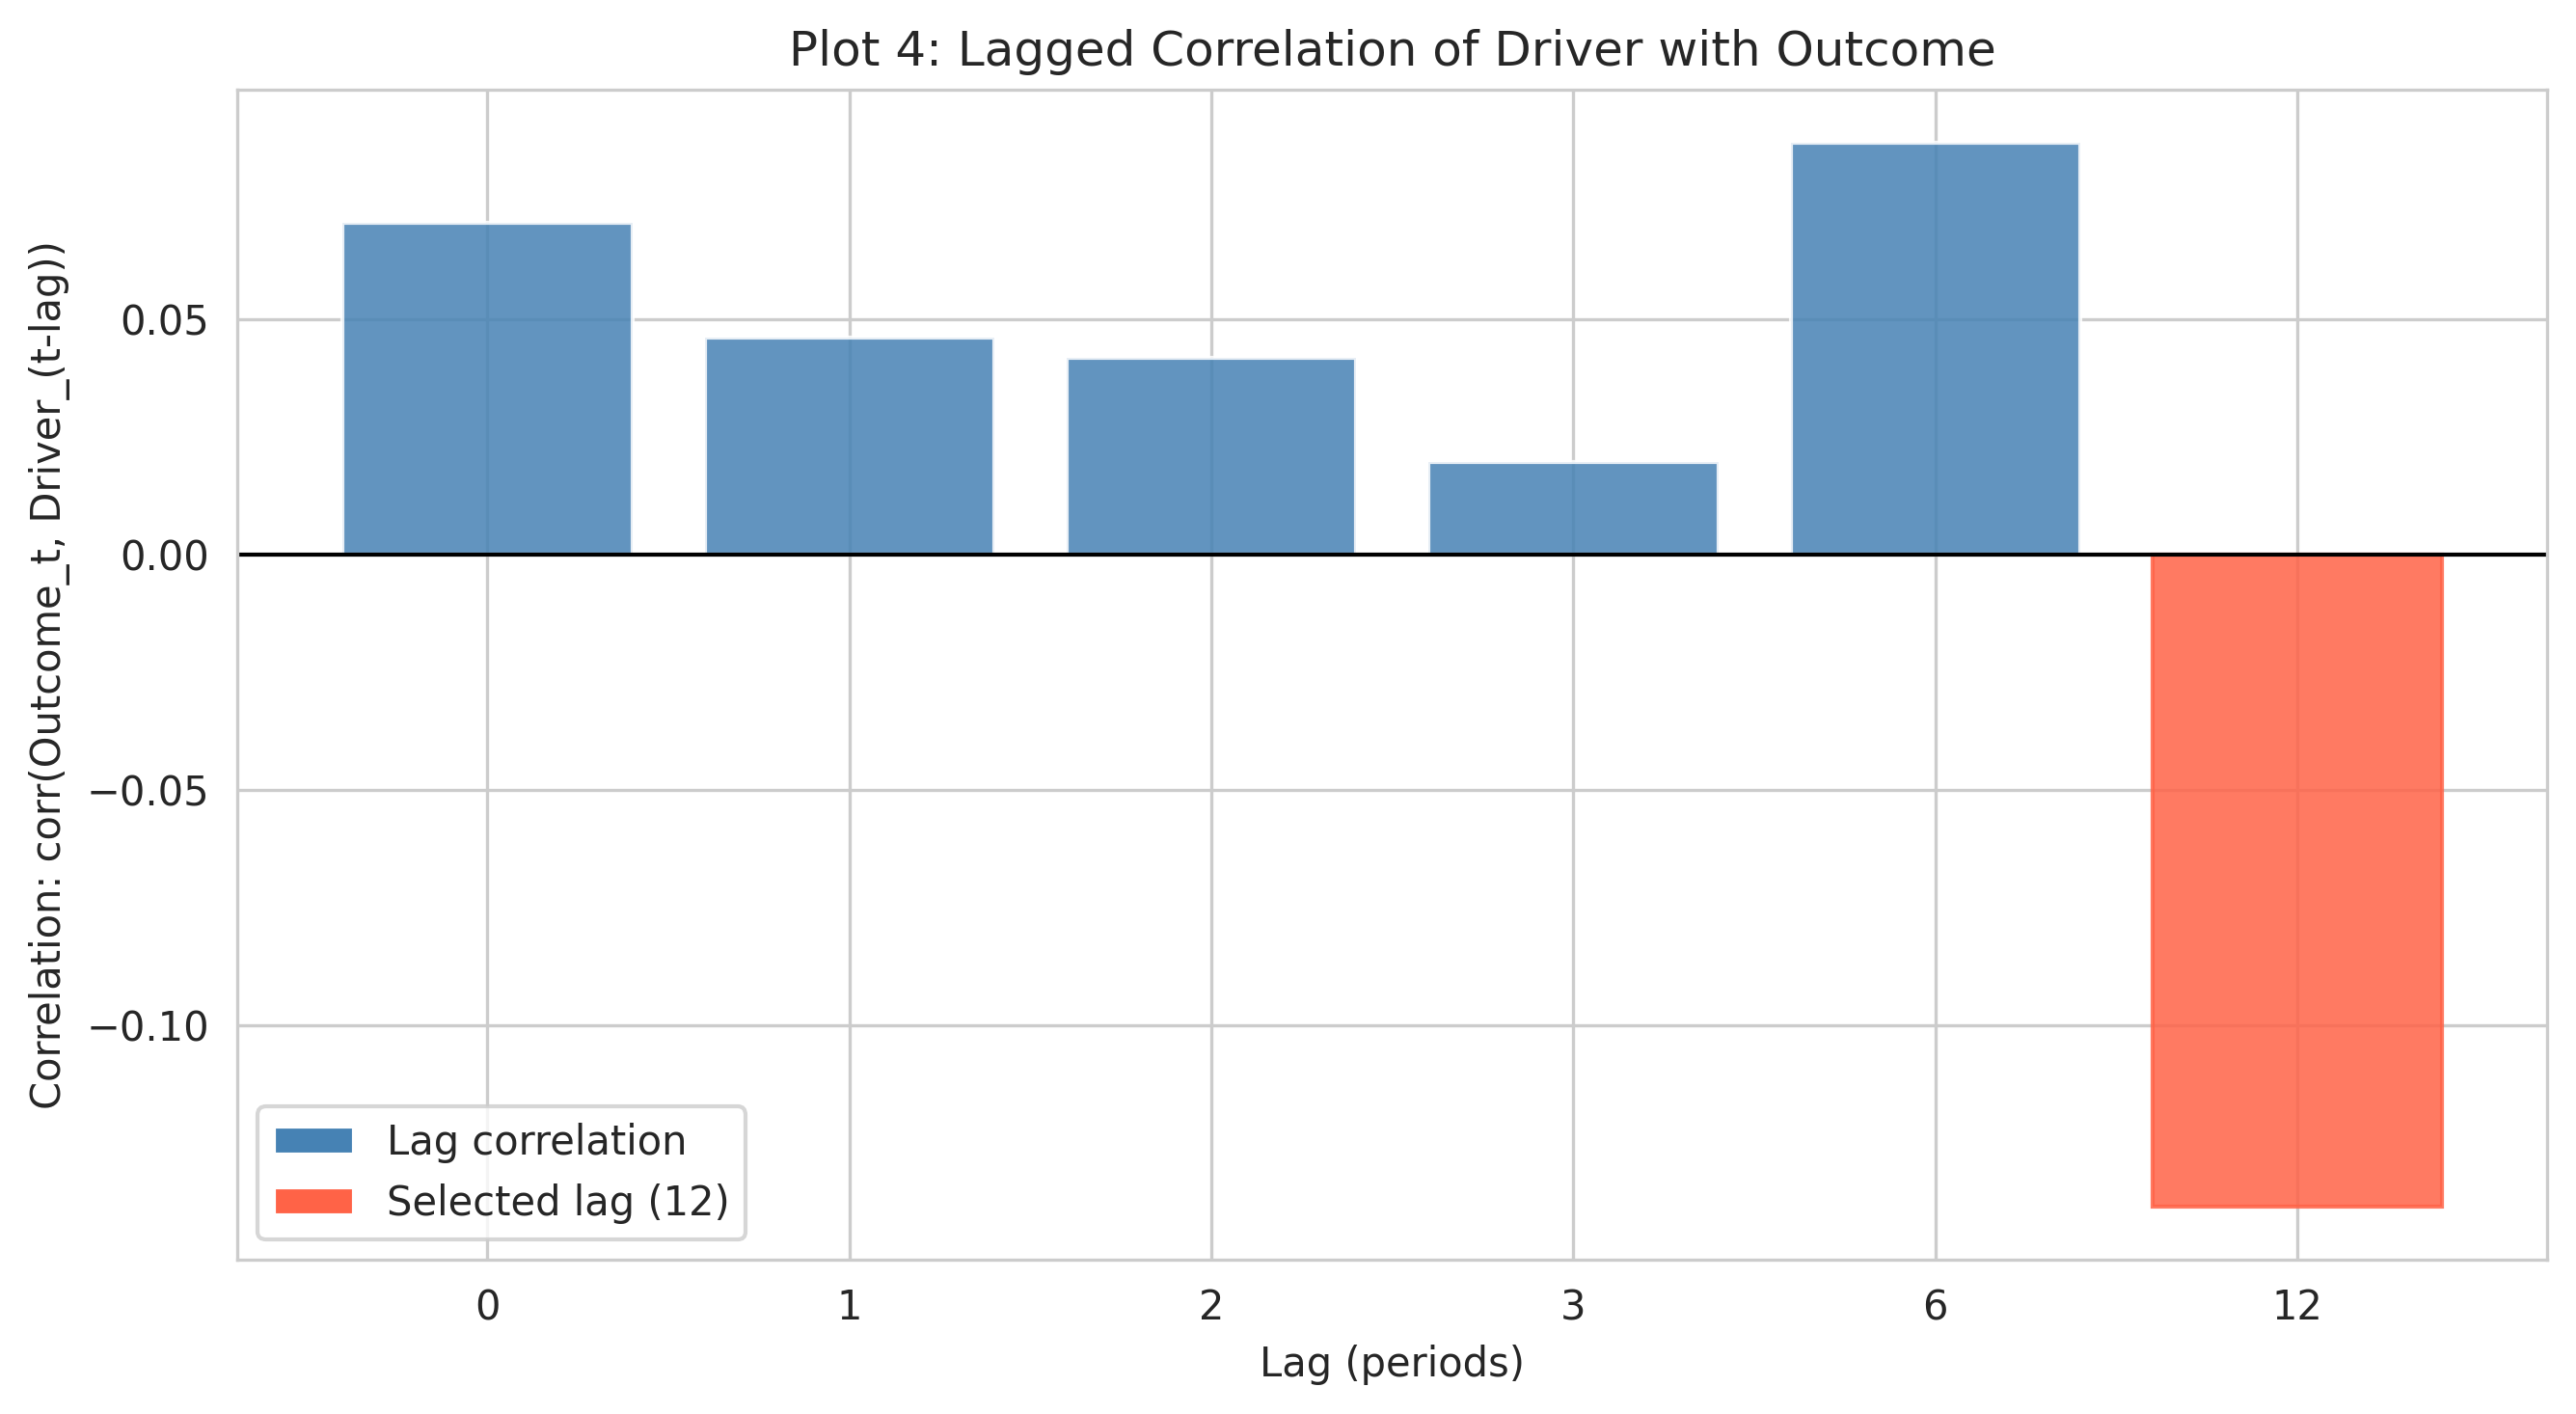 Plot 4: Lagged Correlation of Driver with Outcome
Correlation: corr(Outcome_t, Driver_(t-lag))
0.05
0.00
−0.05
−0.10
Lag correlation
Selected lag (12)
0 1 2 3 6 12
Lag (periods)